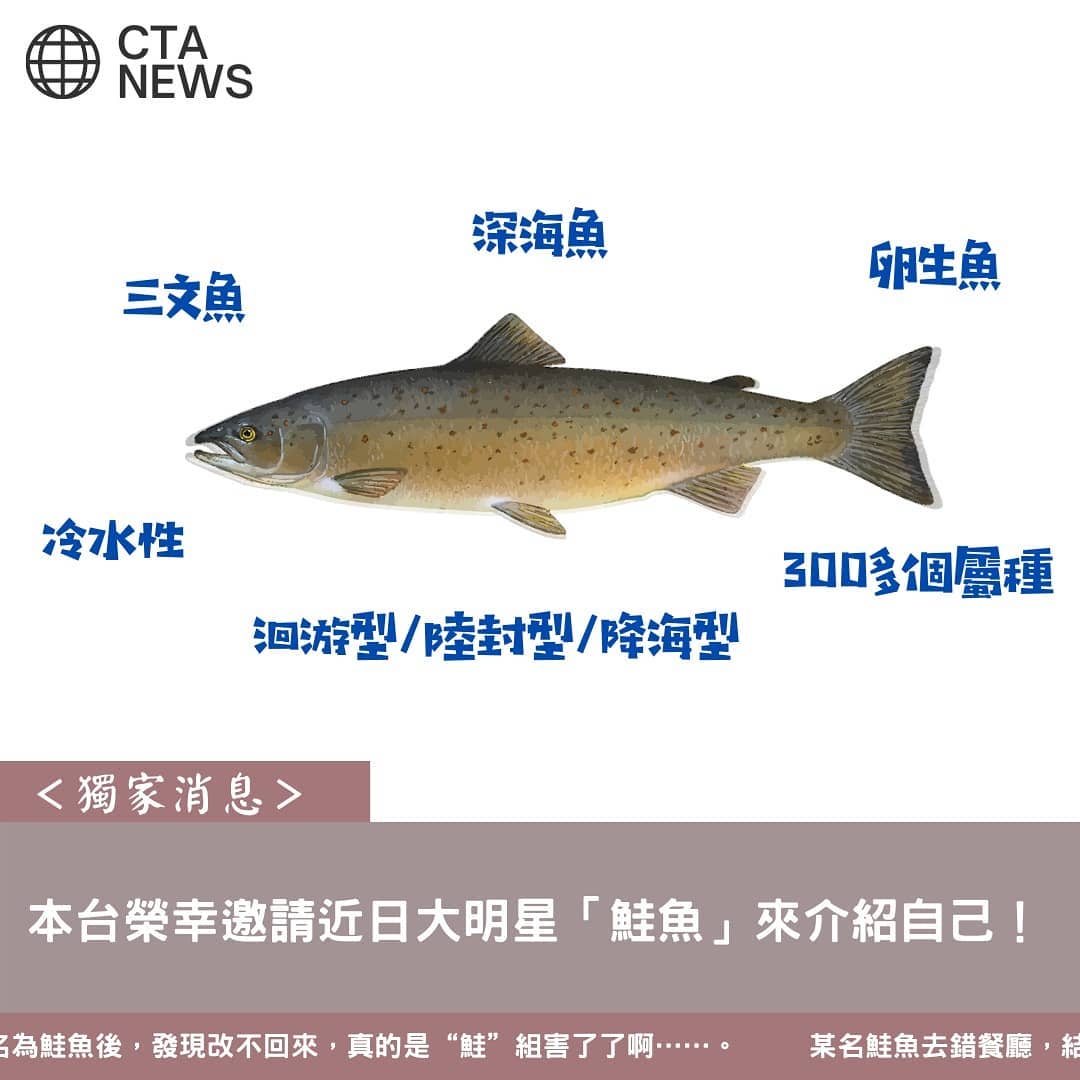 CTA
NEWS
深海魚
卵生魚
三文魚
冷水性
300多個屬種
洄游型/陸封型/降海型
<獨家消息>
本台榮幸邀請近日大明星「鮭魚」來介紹自己!
名為鮭魚後,發現改不回來,真的是“鮭”組害了了啊⋯⋯。 某名鮭魚去錯餐廳,結